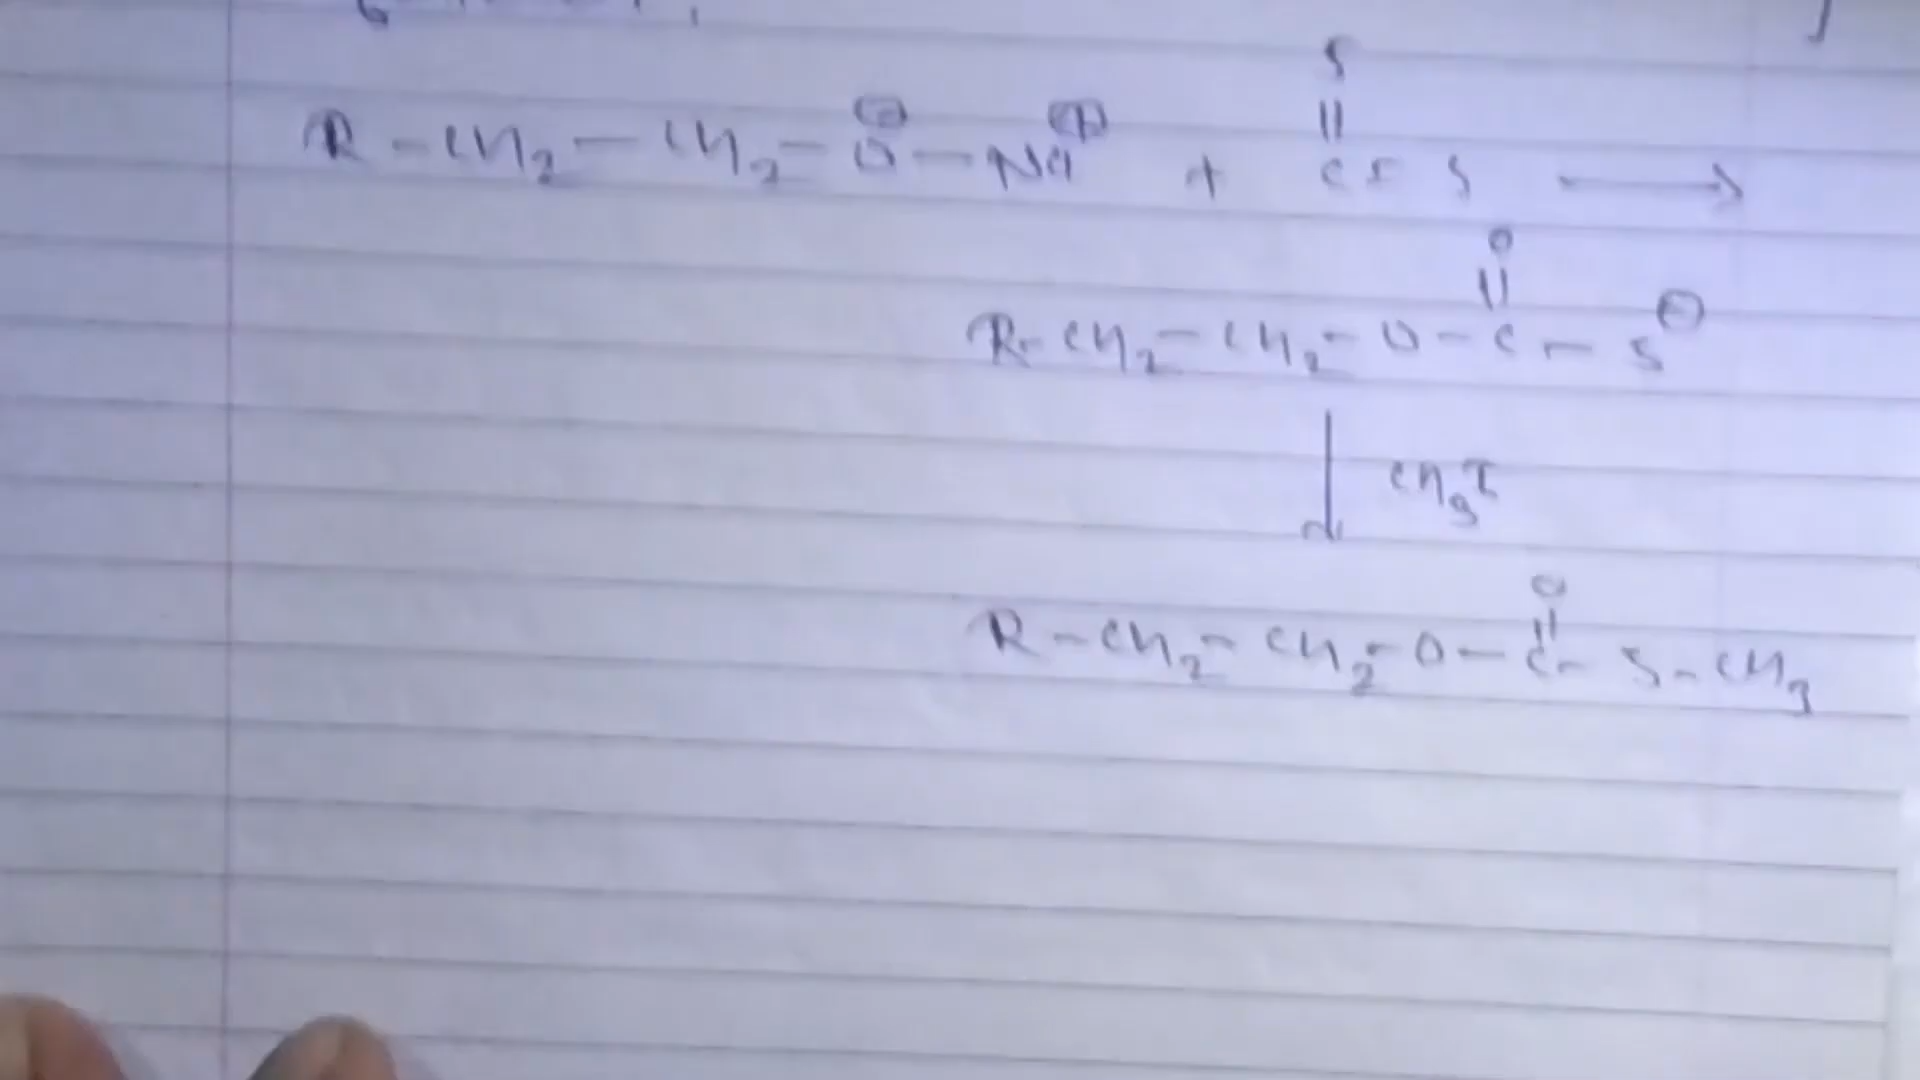 S
||
R-CH2-CH2-O⊖-Na⊕ + C=S ⟶
O
||
R-CH2-CH2-O-C-S⊖
↓ CH3I
O
||
R-CH2-CH2-O-C-S-CH3